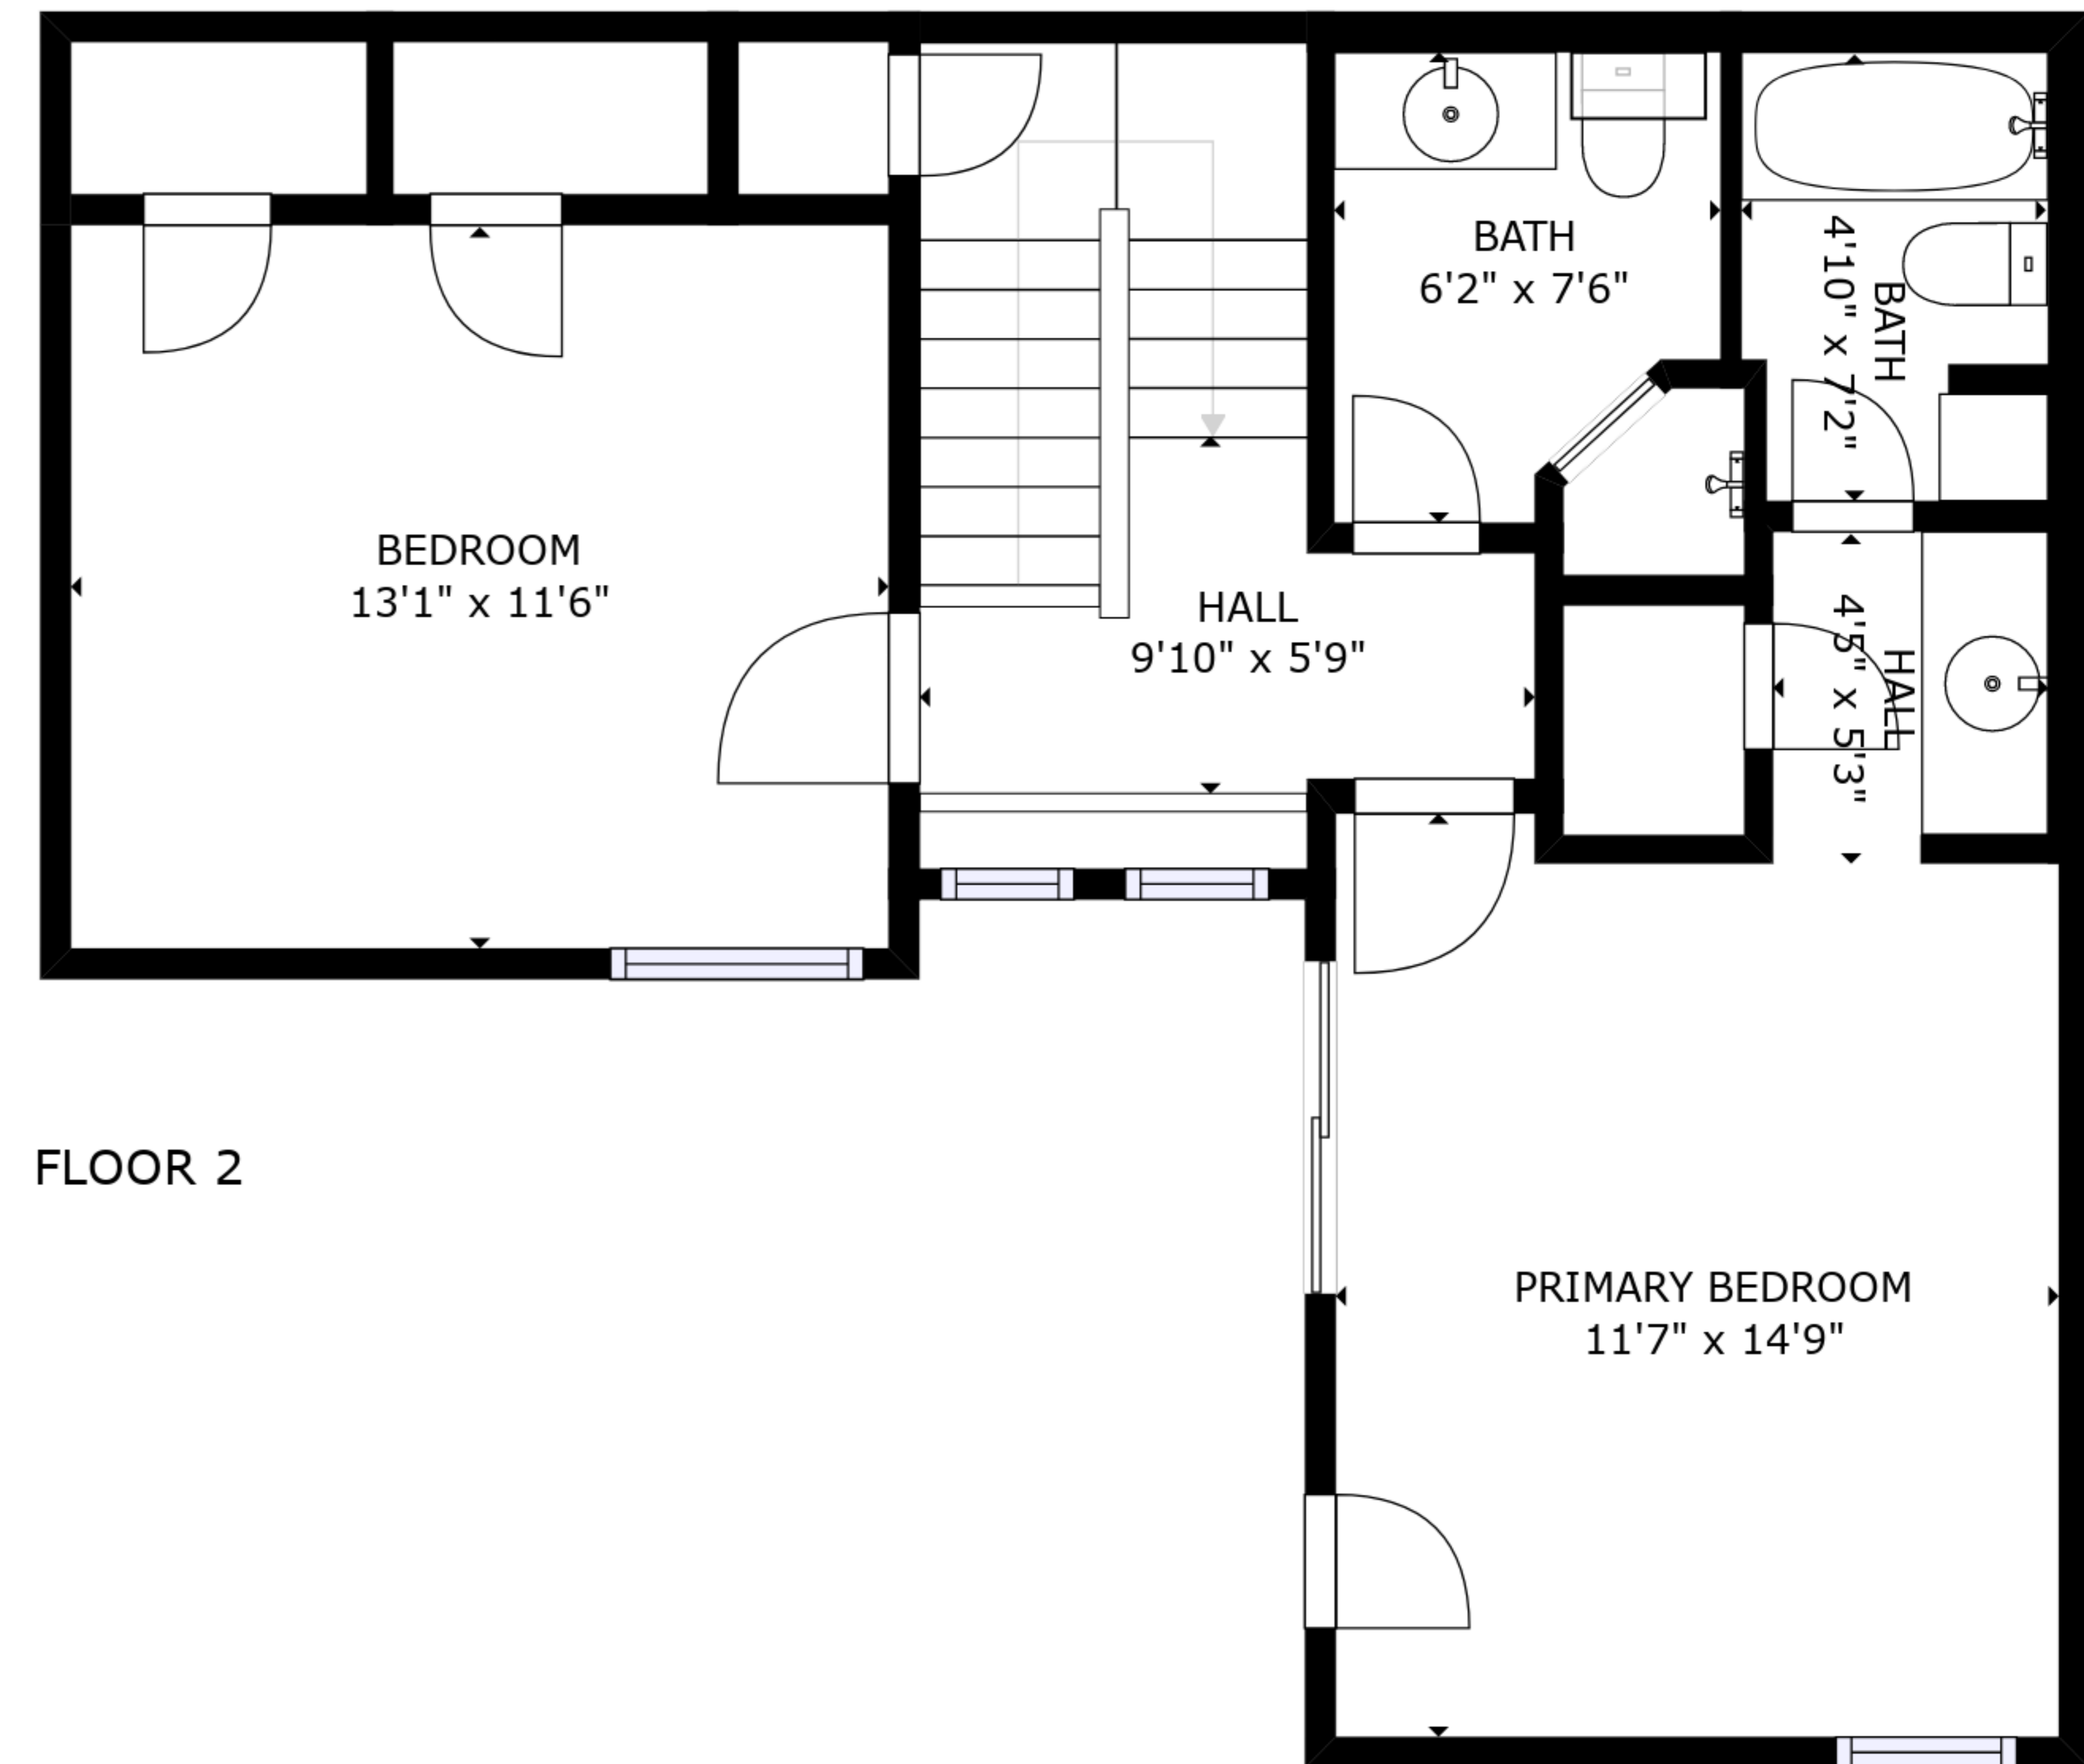 BATH
6'2" x 7'6"
BATH
4'10" x 7'2"
BEDROOM
13'1" x 11'6"
HALL
9'10" x 5'9"
HALL
4'5" x 5'3"
FLOOR 2
PRIMARY BEDROOM
11'7" x 14'9"